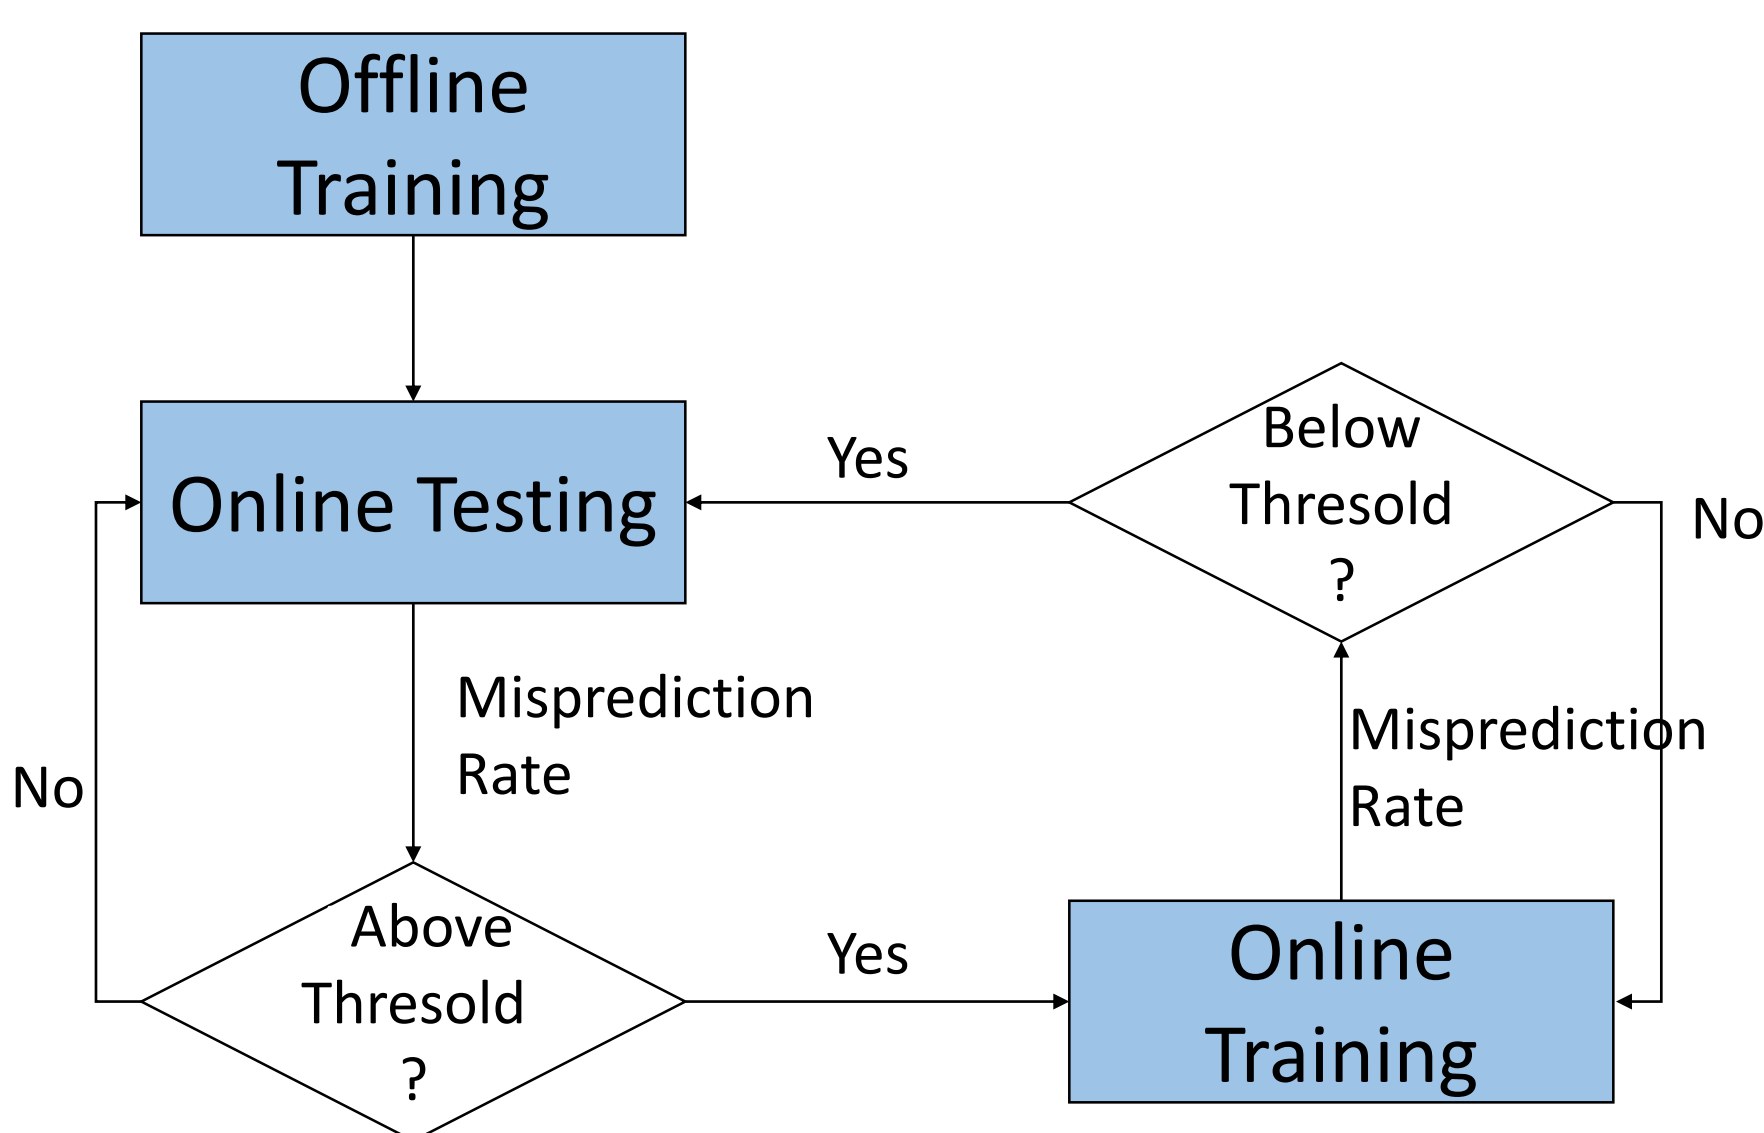 Offline
Training
Online Testing
Yes
Below
Thresold
?
No
Misprediction
Rate
Misprediction
Rate
No
Above
Thresold
?
Yes
Online
Training